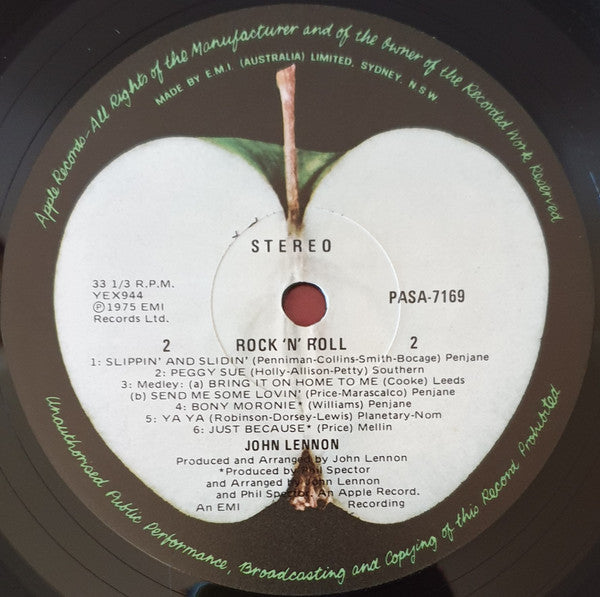 Apple Records-All Rights of the Manufacturer and of the Owner of the Recorded Work Reserved
MADE BY E.M.I. (AUSTRALIA) LIMITED, SYDNEY, N.S.W.
STEREO
33 1/3 R.P.M.
YEX944
Ⓟ1975 EMI
Records Ltd.
PASA-7169
2 ROCK 'N' ROLL 2
1: SLIPPIN' AND SLIDIN' (Penniman-Collins-Smith-Bocage) Penjane
2: PEGGY SUE (Holly-Allison-Petty) Southern
3: Medley: (a) BRING IT ON HOME TO ME (Cooke) Leeds
(b) SEND ME SOME LOVIN' (Price-Marascalco) Penjane
4: BONY MORONIE* (Williams) Penjane
5: YA YA (Robinson-Dorsey-Lewis) Planetary-Nom
6: JUST BECAUSE* (Price) Mellin
JOHN LENNON
Produced and Arranged by John Lennon
*Produced by Phil Spector
and Arranged by John Lennon
and Phil Spector. An Apple Record.
An EMI Recording
Unauthorised Public Performance, Broadcasting and Copying of this Record Prohibited